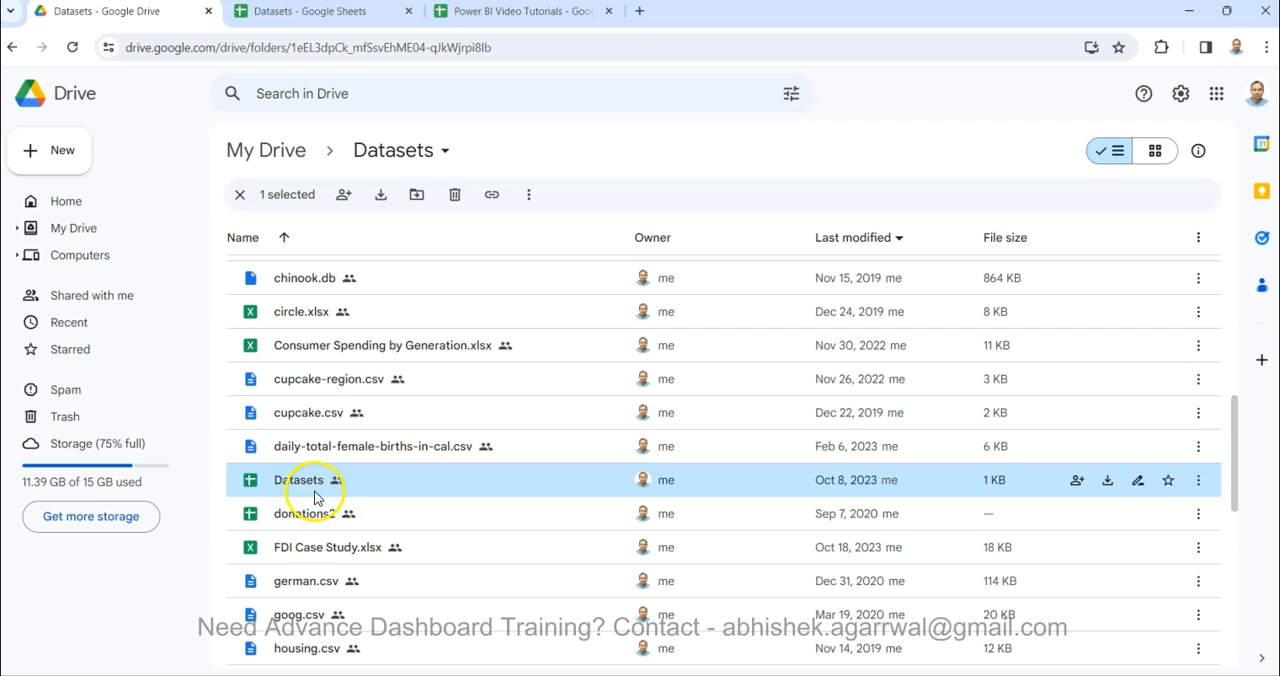 Datasets - Google Drive
Datasets - Google Sheets
Power BI Video Tutorials - Goo
drive.google.com/drive/folders/1eEL3dpCk_mfSsvEhME04-qJkWjrpi8Ib
Drive
Search in Drive
New
My Drive
Datasets
1 selected
Home
My Drive
Computers
Shared with me
Recent
Starred
Spam
Trash
Storage (75% full)
11.39 GB of 15 GB used
Get more storage
Name Owner Last modified File size
chinook.db me Nov 15, 2019 me 864 KB
circle.xlsx me Dec 24, 2019 me 8 KB
Consumer Spending by Generation.xlsx me Nov 30, 2022 me 11 KB
cupcake-region.csv me Nov 26, 2022 me 3 KB
cupcake.csv me Dec 22, 2019 me 2 KB
daily-total-female-births-in-cal.csv me Feb 6, 2023 me 6 KB
Datasets me Oct 8, 2023 me 1 KB
donations2 me Sep 7, 2020 me —
FDI Case Study.xlsx me Oct 18, 2023 me 18 KB
german.csv me Dec 31, 2020 me 114 KB
goog.csv me Mar 19, 2020 me 20 KB
Need Advance Dashboard Training? Contact - abhishek.agarrwal@gmail.com
housing.csv me Nov 14, 2019 me 12 KB